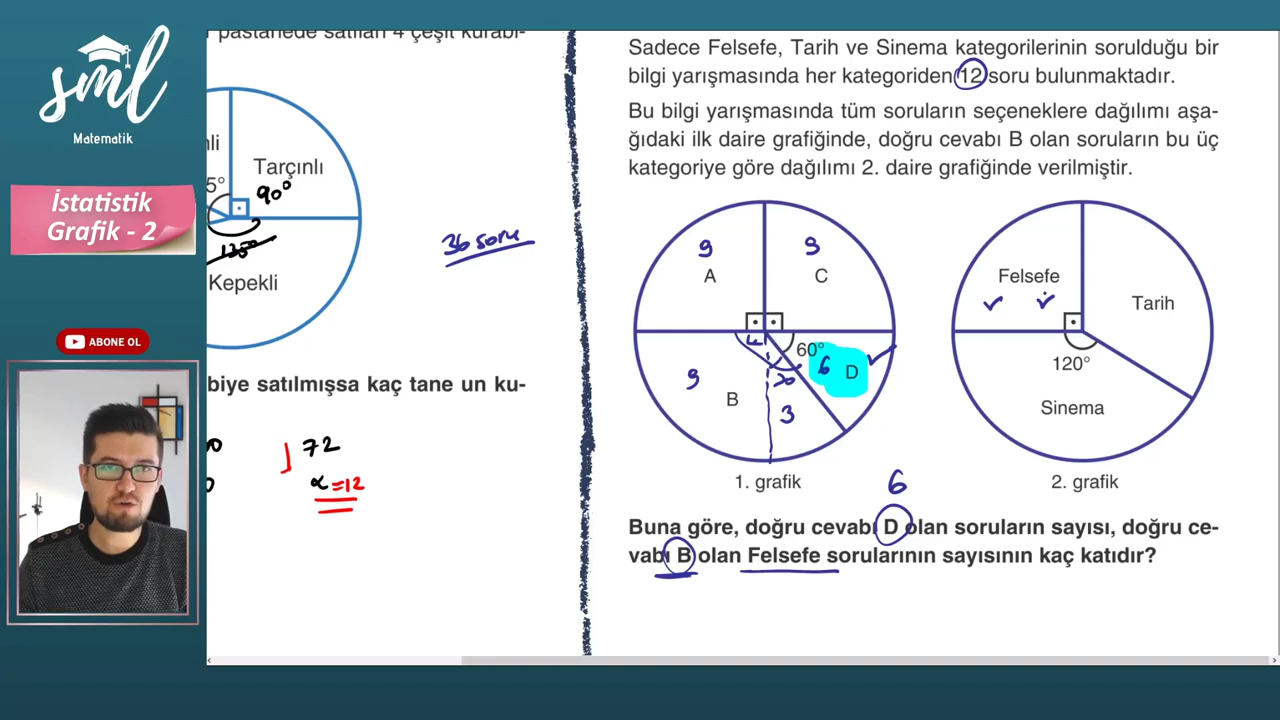 sml
Matematik
İstatistik
Grafik - 2
ABONE OL
pastanede satılan 4 çeşit kurabi-
nli
Tarçınlı
5°
90°
135°
Kepekli
36 soru
biye satılmışsa kaç tane un ku-
72
α =12
Sadece Felsefe, Tarih ve Sinema kategorilerinin sorulduğu bir
bilgi yarışmasında her kategoriden 12 soru bulunmaktadır.
Bu bilgi yarışmasında tüm soruların seçeneklere dağılımı aşa-
ğıdaki ilk daire grafiğinde, doğru cevabı B olan soruların bu üç
kategoriye göre dağılımı 2. daire grafiğinde verilmiştir.
9
9
A
C
60°
6
D
9
30
B
3
1. grafik
Felsefe
Tarih
120°
Sinema
2. grafik
6
Buna göre, doğru cevabı D olan soruların sayısı, doğru ce-
vabı B olan Felsefe sorularının sayısının kaç katıdır?